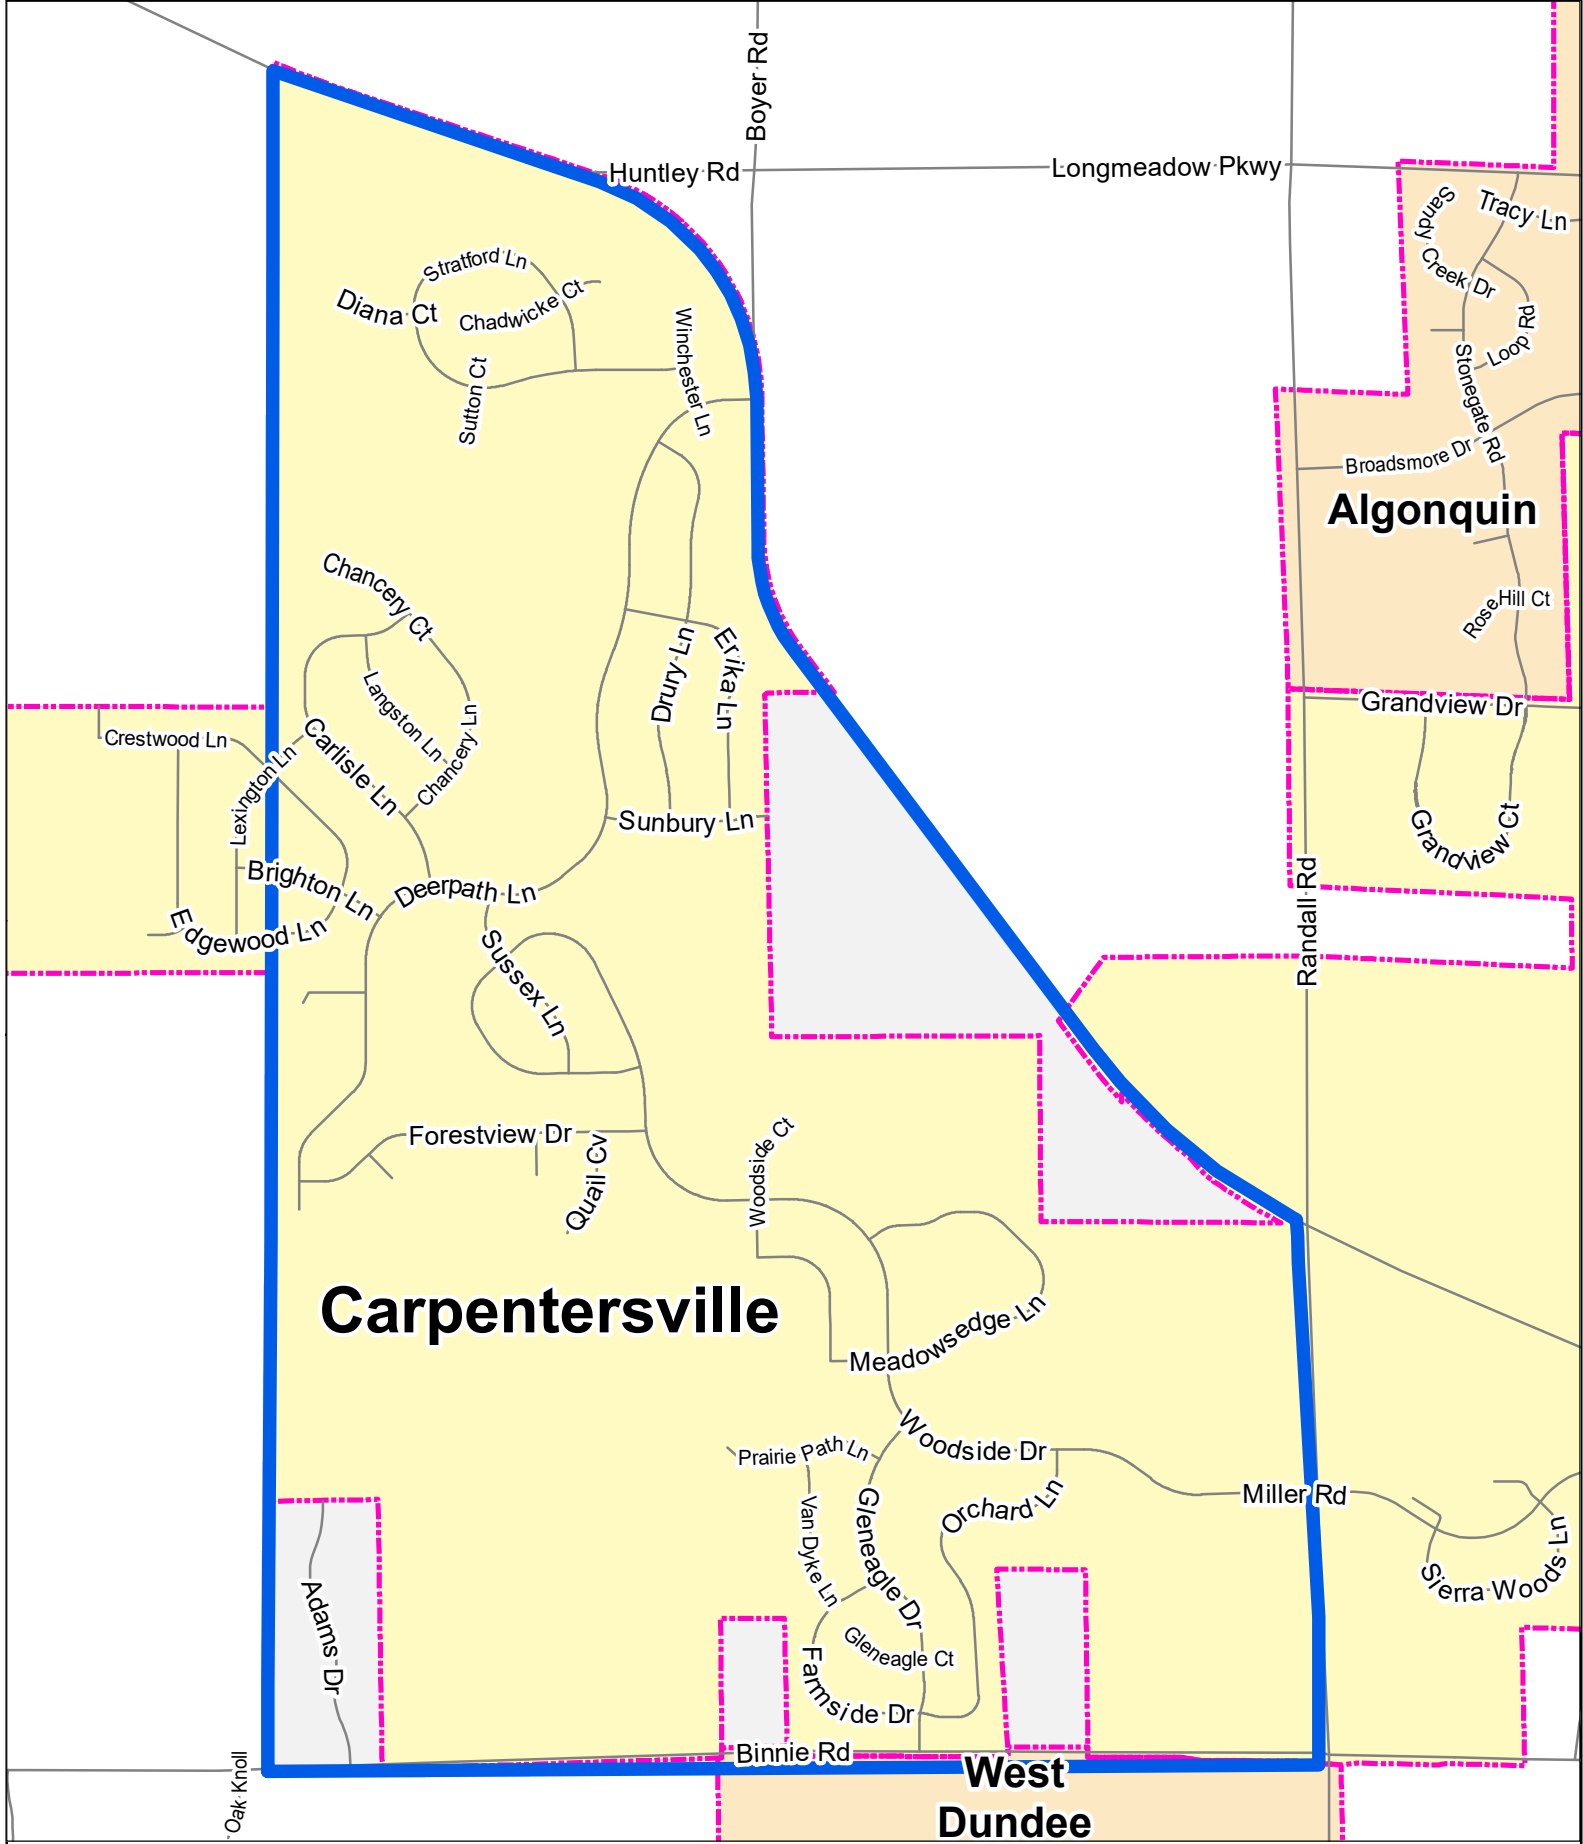 Boyer Rd
Huntley Rd
Longmeadow Pkwy
Tracy Ln
Sandy Creek Dr
Stratford Ln
Diana Ct
Chadwicke Ct
Loop Rd
Winchester Ln
Sutton Ct
Stonegate Rd
Broadsmore Dr
Algonquin
Chancery Ct
Rose Hill Ct
Drury Ln
Erika Ln
Langston Ln
Chancery Ln
Grandview Dr
Crestwood Ln
Lexington Ln
Carlisle Ln
Sunbury Ln
Grandview Ct
Brighton Ln
Deerpath Ln
Edgewood Ln
Randall Rd
Sussex Ln
Forestview Dr
Quail Cv
Woodside Ct
Carpentersville
Meadowsedge Ln
Woodside Dr
Prairie Path Ln
Miller Rd
Orchard Ln
Van Dyke Ln
Gleneagle Dr
Sierra Woods Ln
Adams Dr
Gleneagle Ct
Farmside Dr
Binnie Rd
Oak Knoll
West
Dundee